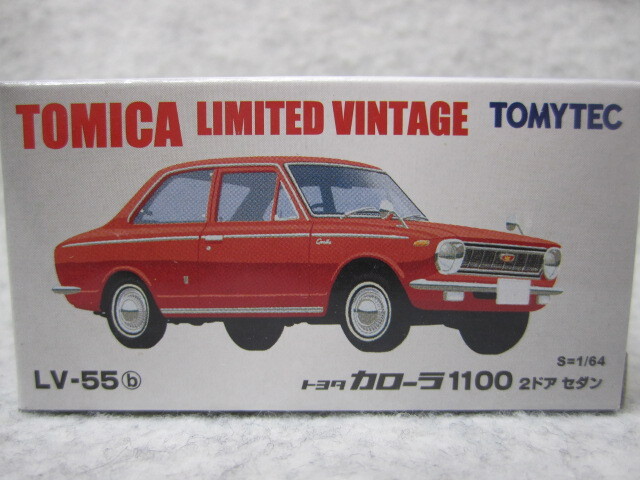 TOMICA LIMITED VINTAGE TOMYTEC
Corolla
S=1/64
LV-55ⓑ トヨタ カローラ1100 2ドア セダン